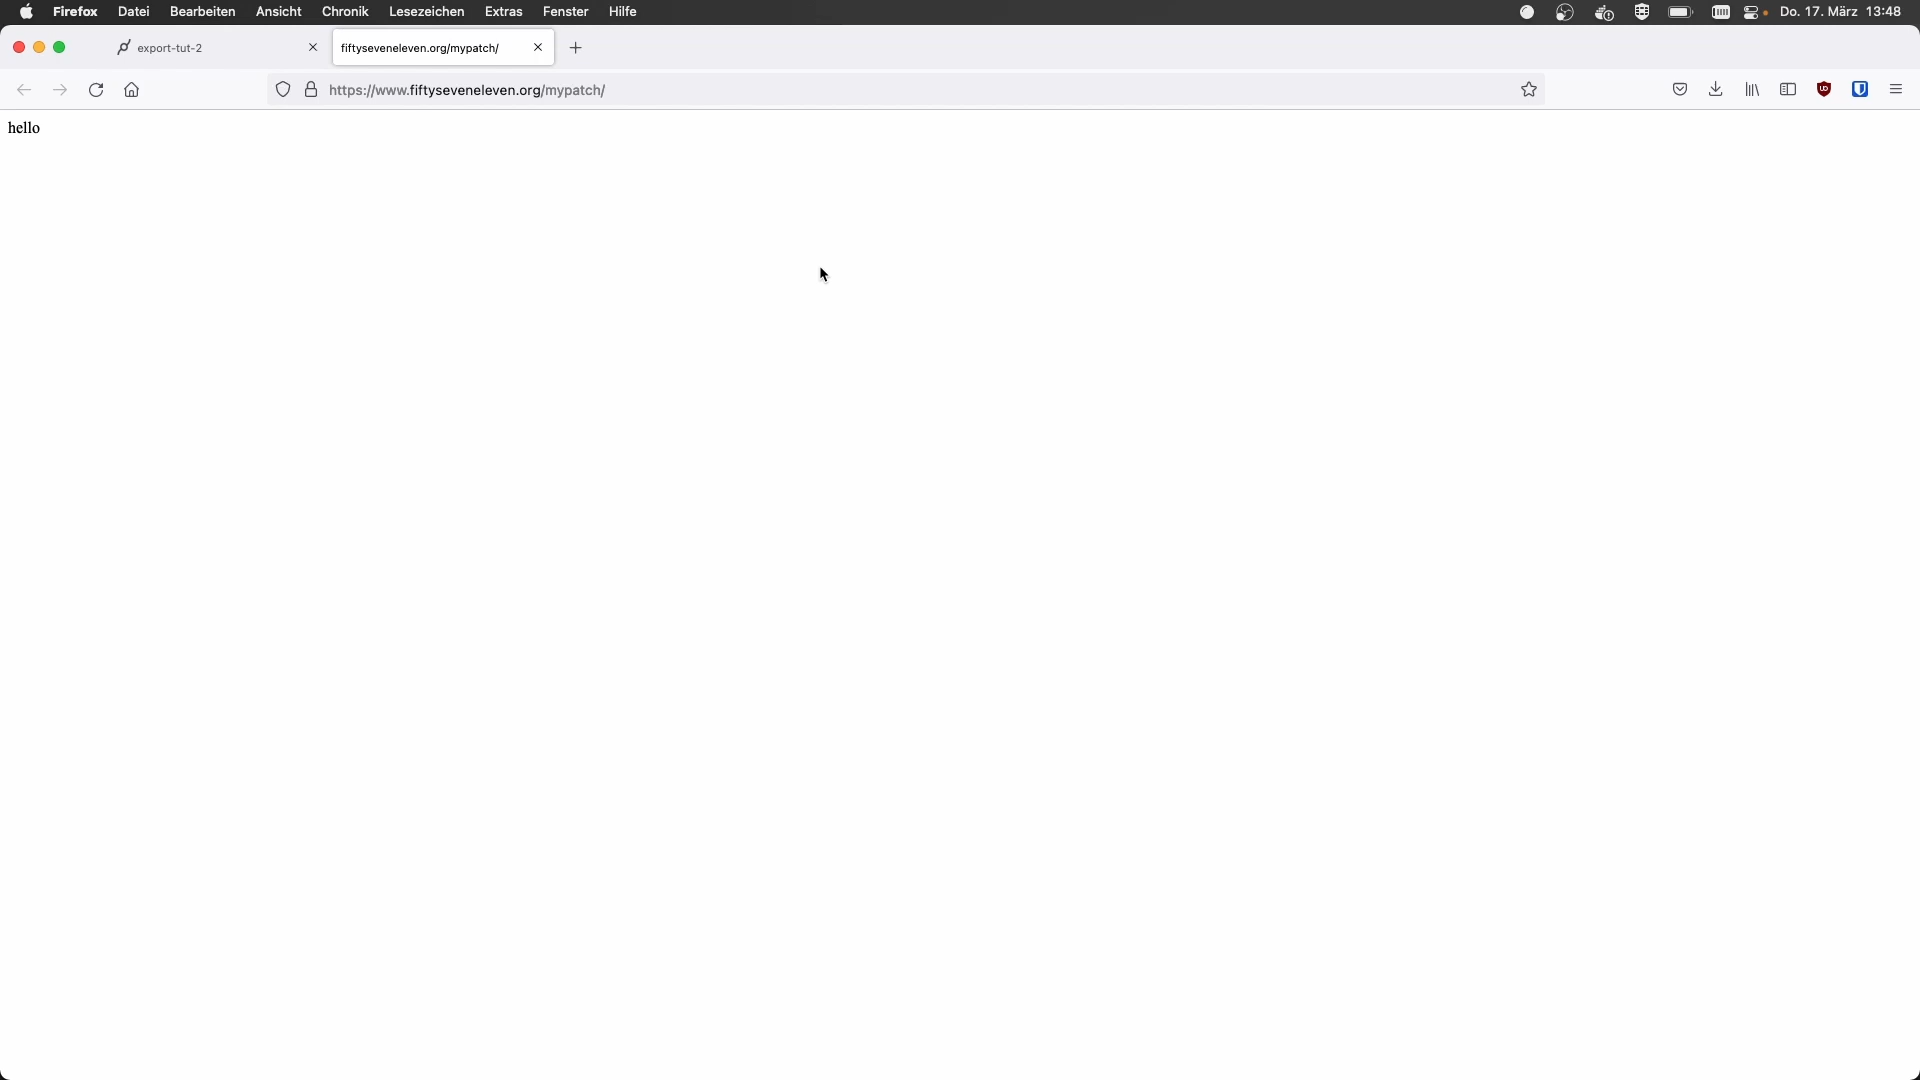 Firefox Datei Bearbeiten Ansicht Chronik Lesezeichen Extras Fenster Hilfe Do. 17. März 13:48
export-tut-2 fiftyseveneleven.org/mypatch/
https://www.fiftyseveneleven.org/mypatch/
hello